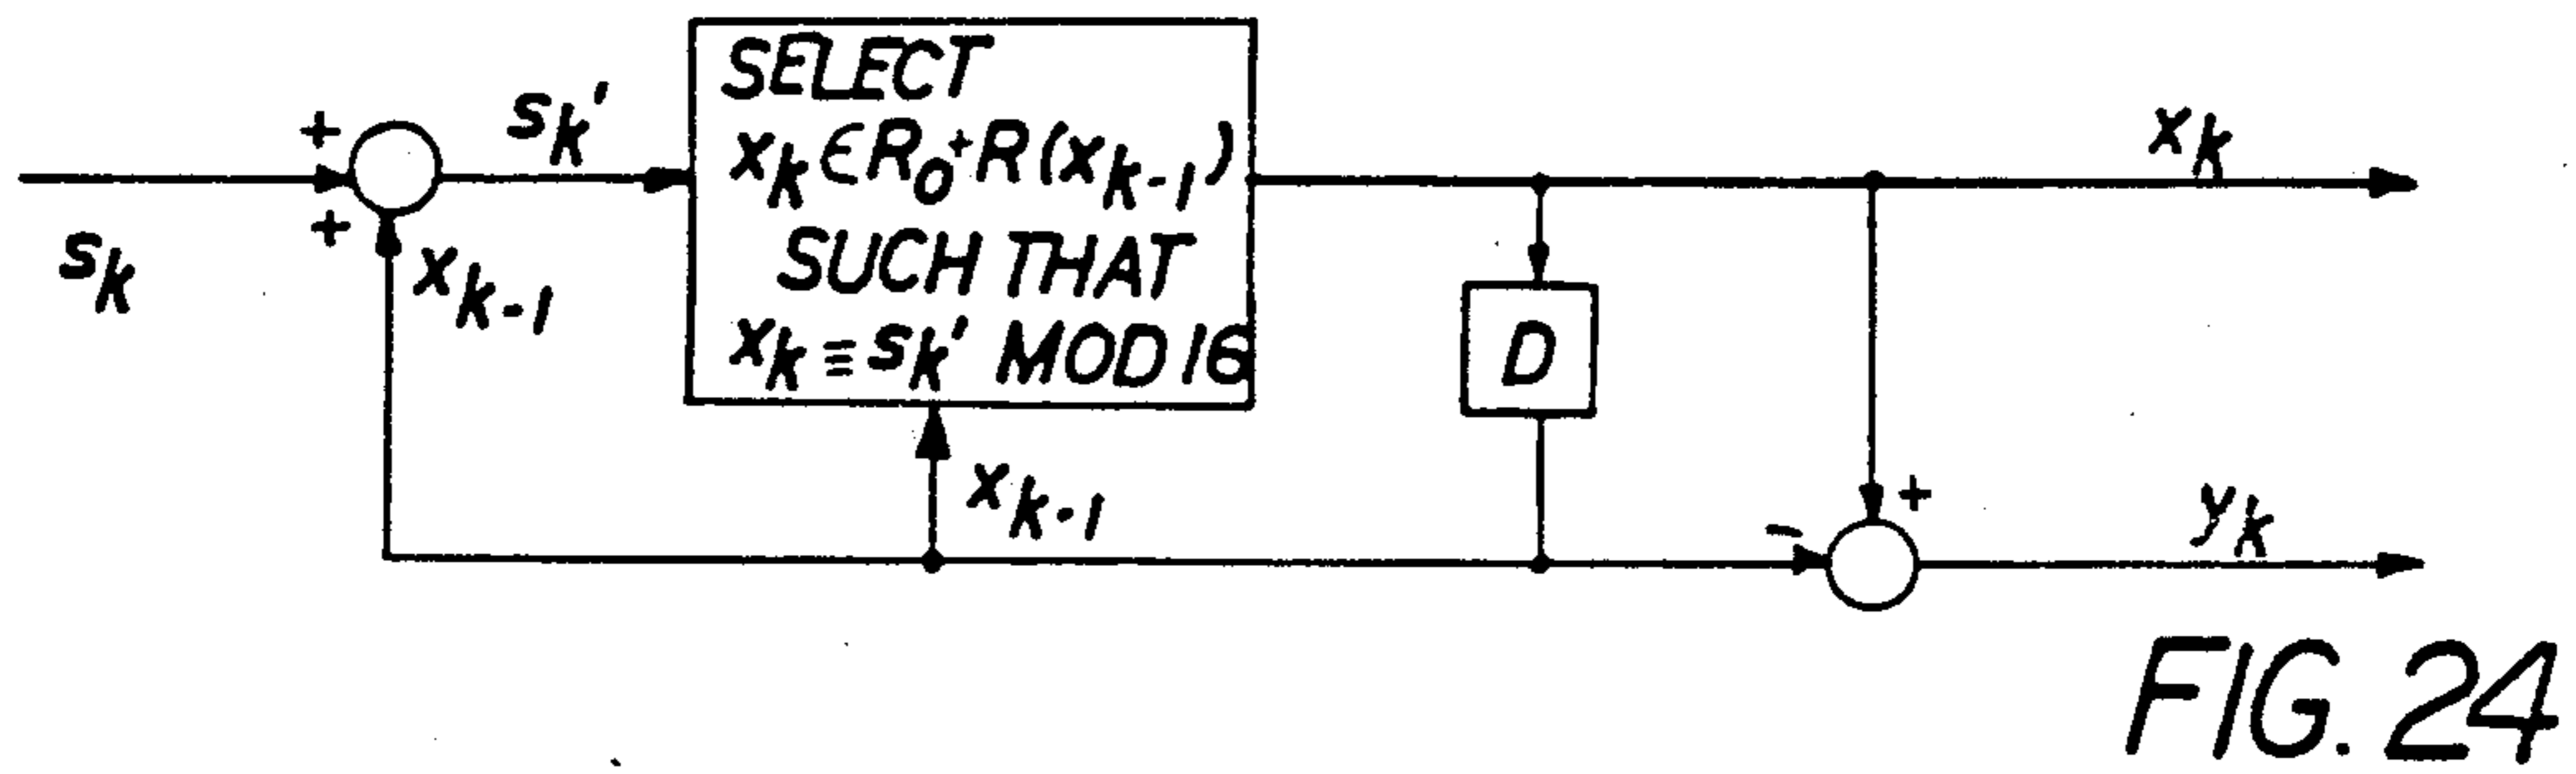 SELECT
x_k ϵ R_0 + R(x_{k-1})
SUCH THAT
x_k ≡ s_k' MOD 16
+
s_k'
+
s_k
x_{k-1}
x_k
D
x_{k-1}
+
-
y_k
FIG. 24